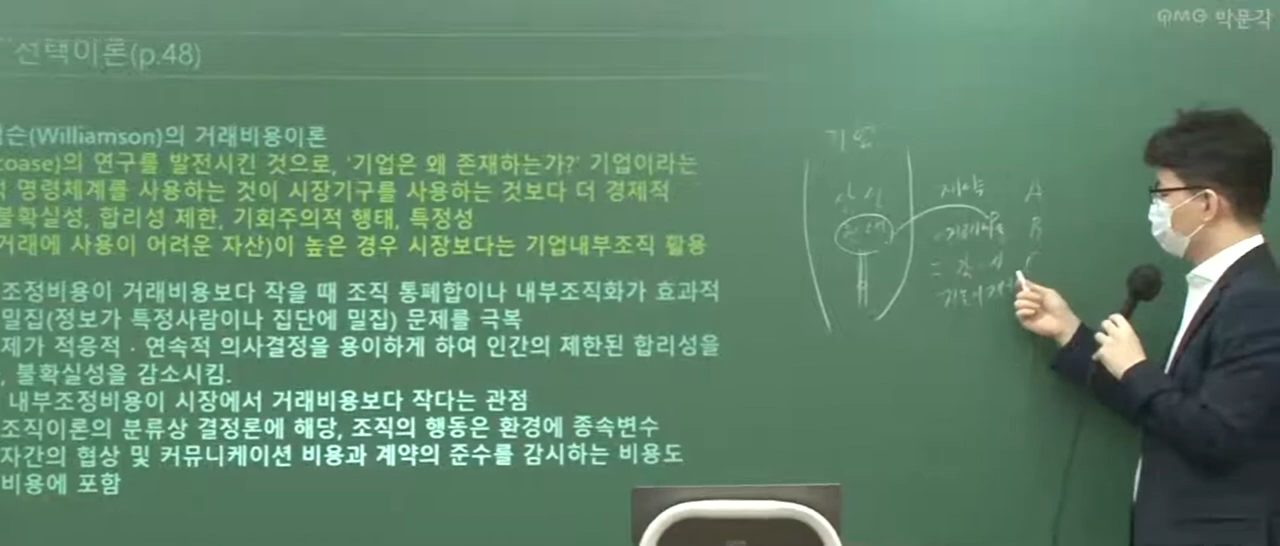 PMG 박문각
선택이론(p.48)
슨(Williamson)의 거래비용이론
coase)의 연구를 발전시킨 것으로, '기업은 왜 존재하는가?' 기업이라는
명령체계를 사용하는 것이 시장기구를 사용하는 것보다 더 경제적
불확실성, 합리성 제한, 기회주의적 행태, 특정성
거래에 사용이 어려운 자산)이 높은 경우 시장보다는 기업내부조직 활용
조정비용이 거래비용보다 작을 때 조직 통폐합이나 내부조직화가 효과적
밀집(정보가 특정사람이나 집단에 밀집) 문제를 극복
제가 적응적 · 연속적 의사결정을 용이하게 하여 인간의 제한된 합리성을
, 불확실성을 감소시킴.
내부조정비용이 시장에서 거래비용보다 작다는 관점
조직이론의 분류상 결정론에 해당, 조직의 행동은 환경에 종속변수
자간의 협상 및 커뮤니케이션 비용과 계약의 준수를 감시하는 비용도
비용에 포함
기업
A
B
C